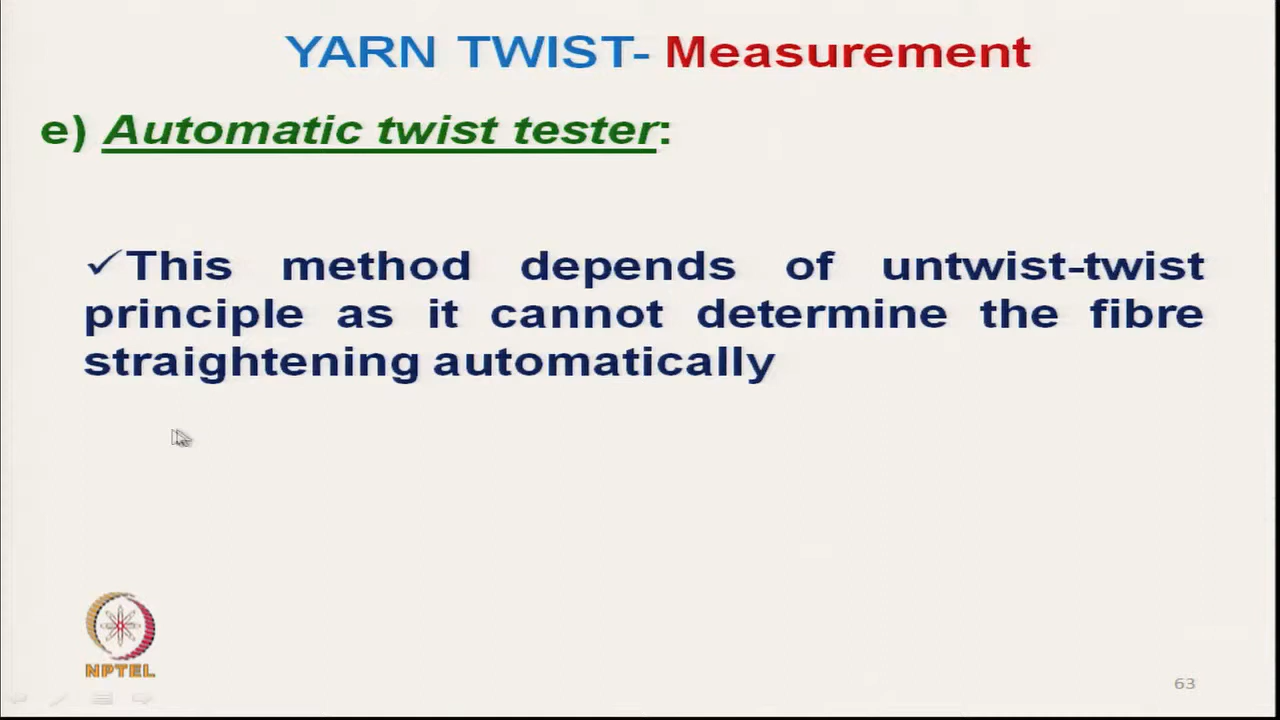 YARN TWIST- Measurement
e) Automatic twist tester:
✓This method depends of untwist-twist
principle as it cannot determine the fibre
straightening automatically
NPTEL
63